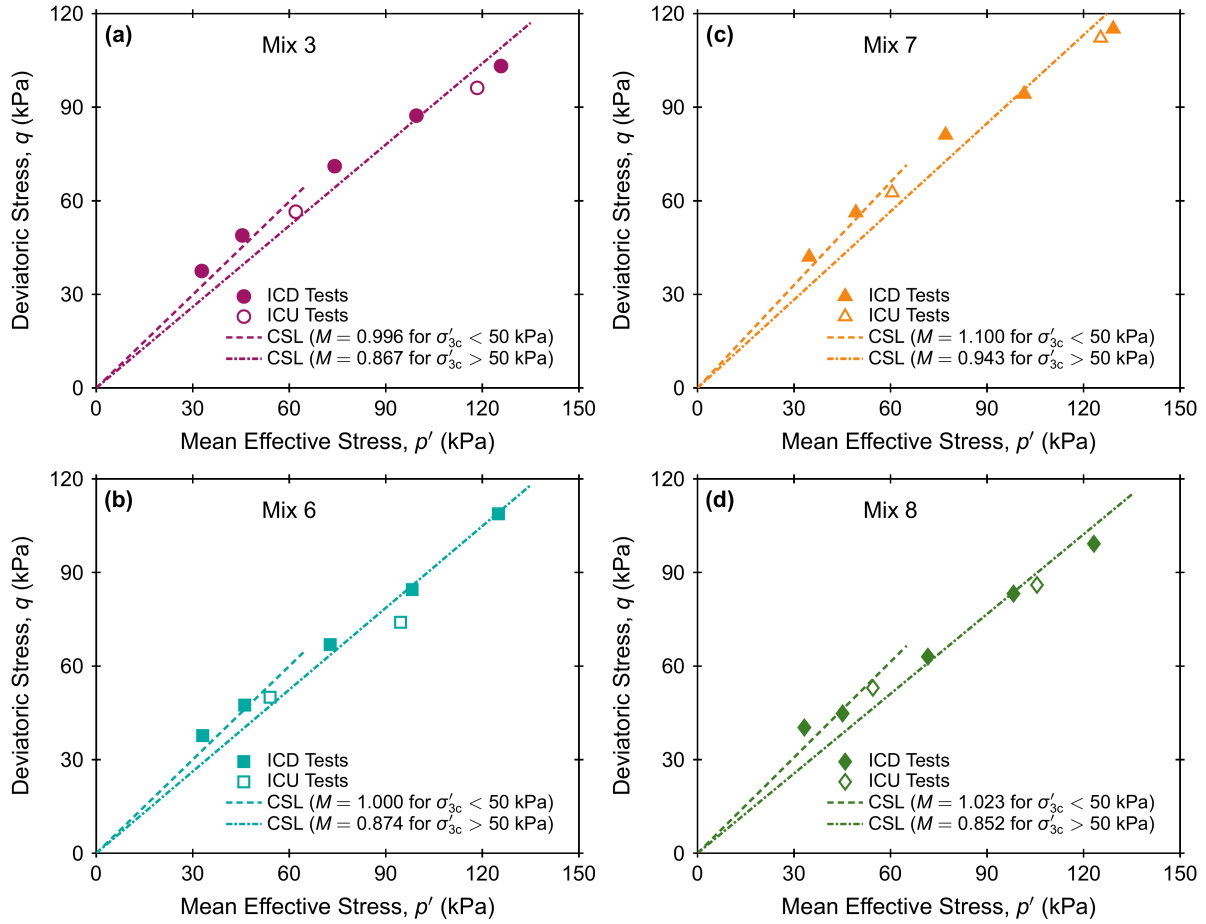 (a)
Mix 3
Deviatoric Stress, q (kPa)
120
90
60
30
0
ICD Tests
ICU Tests
CSL (M = 0.996 for σ′3c < 50 kPa)
CSL (M = 0.867 for σ′3c > 50 kPa)
0 30 60 90 120 150
Mean Effective Stress, p′ (kPa)
(c)
Mix 7
Deviatoric Stress, q (kPa)
120
90
60
30
0
ICD Tests
ICU Tests
CSL (M = 1.100 for σ′3c < 50 kPa)
CSL (M = 0.943 for σ′3c > 50 kPa)
0 30 60 90 120 150
Mean Effective Stress, p′ (kPa)
(b)
Mix 6
Deviatoric Stress, q (kPa)
120
90
60
30
0
ICD Tests
ICU Tests
CSL (M = 1.000 for σ′3c < 50 kPa)
CSL (M = 0.874 for σ′3c > 50 kPa)
0 30 60 90 120 150
Mean Effective Stress, p′ (kPa)
(d)
Mix 8
Deviatoric Stress, q (kPa)
120
90
60
30
0
ICD Tests
ICU Tests
CSL (M = 1.023 for σ′3c < 50 kPa)
CSL (M = 0.852 for σ′3c > 50 kPa)
0 30 60 90 120 150
Mean Effective Stress, p′ (kPa)